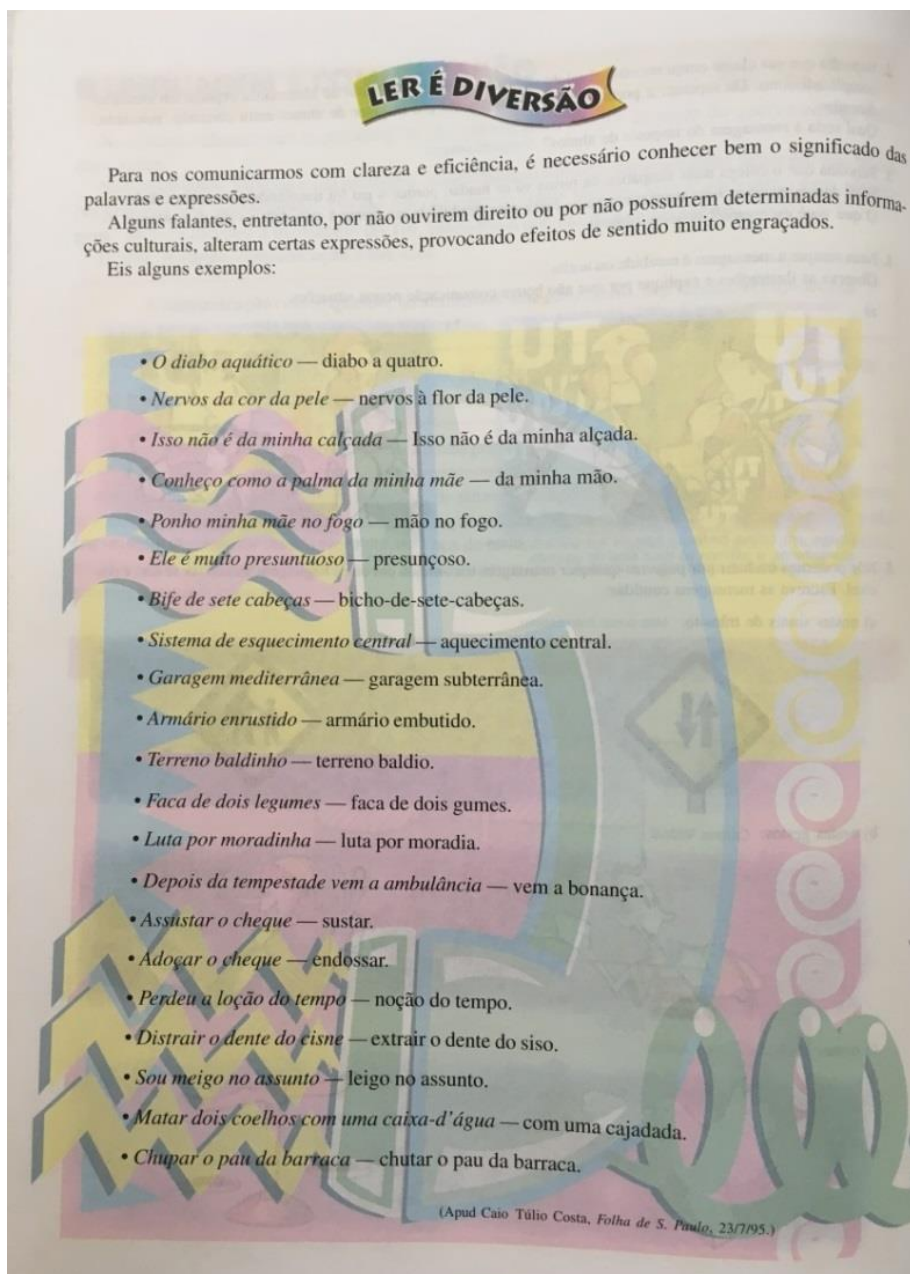 LER É DIVERSÃO
Para nos comunicarmos com clareza e eficiência, é necessário conhecer bem o significado das
palavras e expressões.
Alguns falantes, entretanto, por não ouvirem direito ou por não possuírem determinadas informa-
ções culturais, alteram certas expressões, provocando efeitos de sentido muito engraçados.
Eis alguns exemplos:
• O diabo aquático — diabo a quatro.
• Nervos da cor da pele — nervos à flor da pele.
• Isso não é da minha calçada — Isso não é da minha alçada.
• Conheço como a palma da minha mãe — da minha mão.
• Ponho minha mãe no fogo — mão no fogo.
• Ele é muito presuntuoso — presunçoso.
• Bife de sete cabeças — bicho-de-sete-cabeças.
• Sistema de esquecimento central — aquecimento central.
• Garagem mediterrânea — garagem subterrânea.
• Armário enrustido — armário embutido.
• Terreno baldinho — terreno baldio.
• Faca de dois legumes — faca de dois gumes.
• Luta por moradinha — luta por moradia.
• Depois da tempestade vem a ambulância — vem a bonança.
• Assustar o cheque — sustar.
• Adoçar o cheque — endossar.
• Perdeu a loção do tempo — noção do tempo.
• Distrair o dente do cisne — extrair o dente do siso.
• Sou meigo no assunto — leigo no assunto.
• Matar dois coelhos com uma caixa-d'água — com uma cajadada.
• Chupar o pau da barraca — chutar o pau da barraca.
(Apud Caio Túlio Costa, Folha de S. Paulo, 23/7/95.)